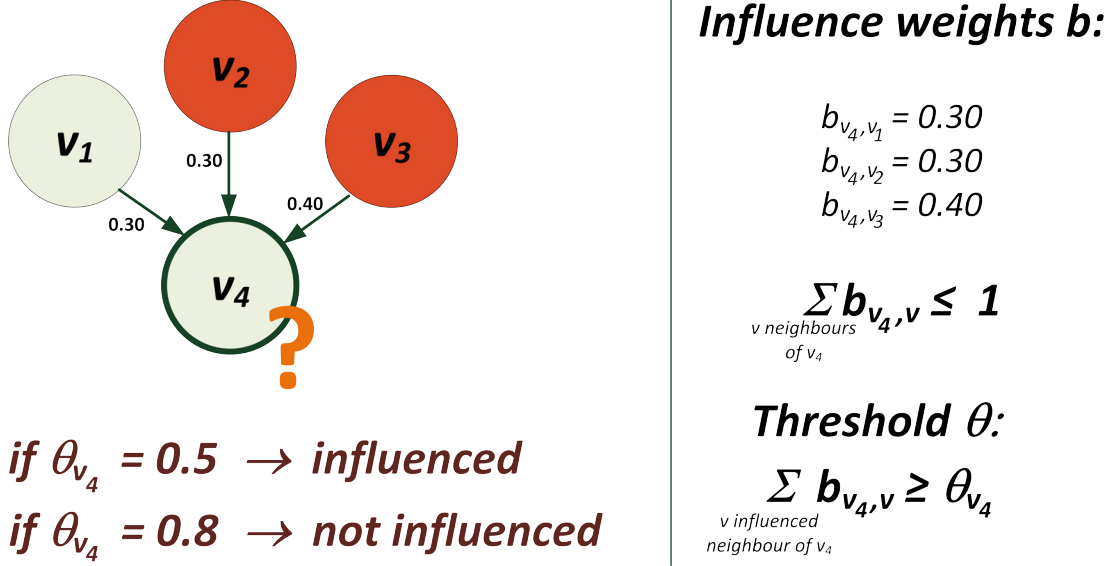 v1
v2
v3
0.30
0.30
0.40
v4
?
if θv4 = 0.5 → influenced
if θv4 = 0.8 → not influenced
Influence weights b:
bv4,v1 = 0.30
bv4,v2 = 0.30
bv4,v3 = 0.40
Σ bv4,v ≤ 1
v neighbours
of v4
Threshold θ:
Σ bv4,v ≥ θv4
v influenced
neighbour of v4